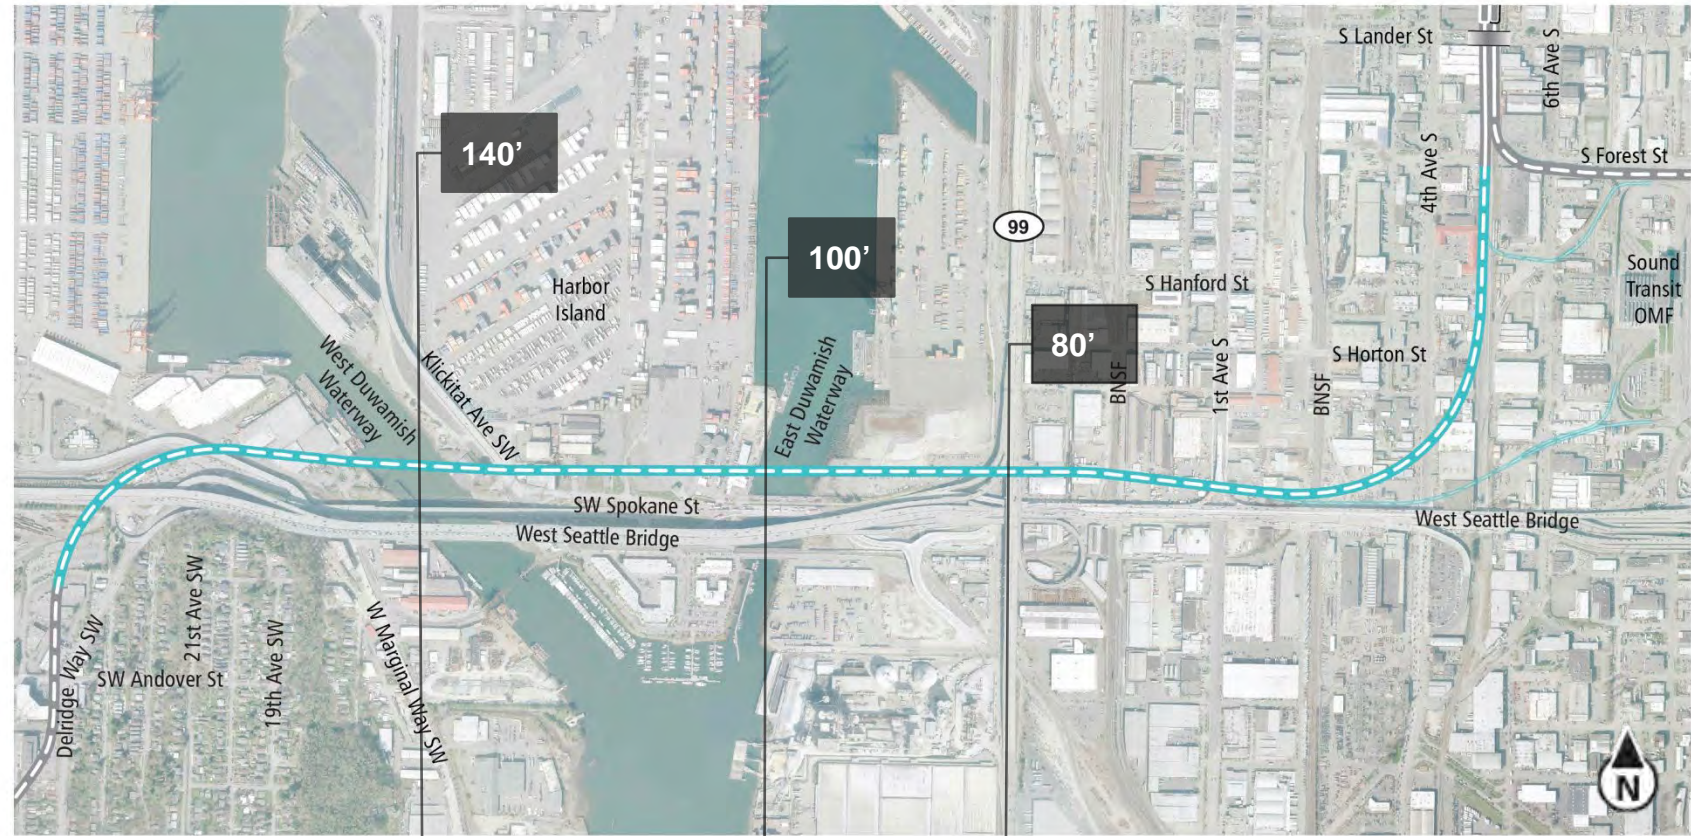 S Lander St
6th Ave S
140'
4th Ave S
S Forest St
99
100'
Harbor
Island
S Hanford St
Sound
Transit
OMF
80'
West Duwamish
Waterway
Klickitat Ave SW
East Duwamish
Waterway
BNSF
1st Ave S
BNSF
S Horton St
SW Spokane St
West Seattle Bridge
West Seattle Bridge
21st Ave SW
Delridge Way SW
SW Andover St
19th Ave SW
W Marginal Way SW
N